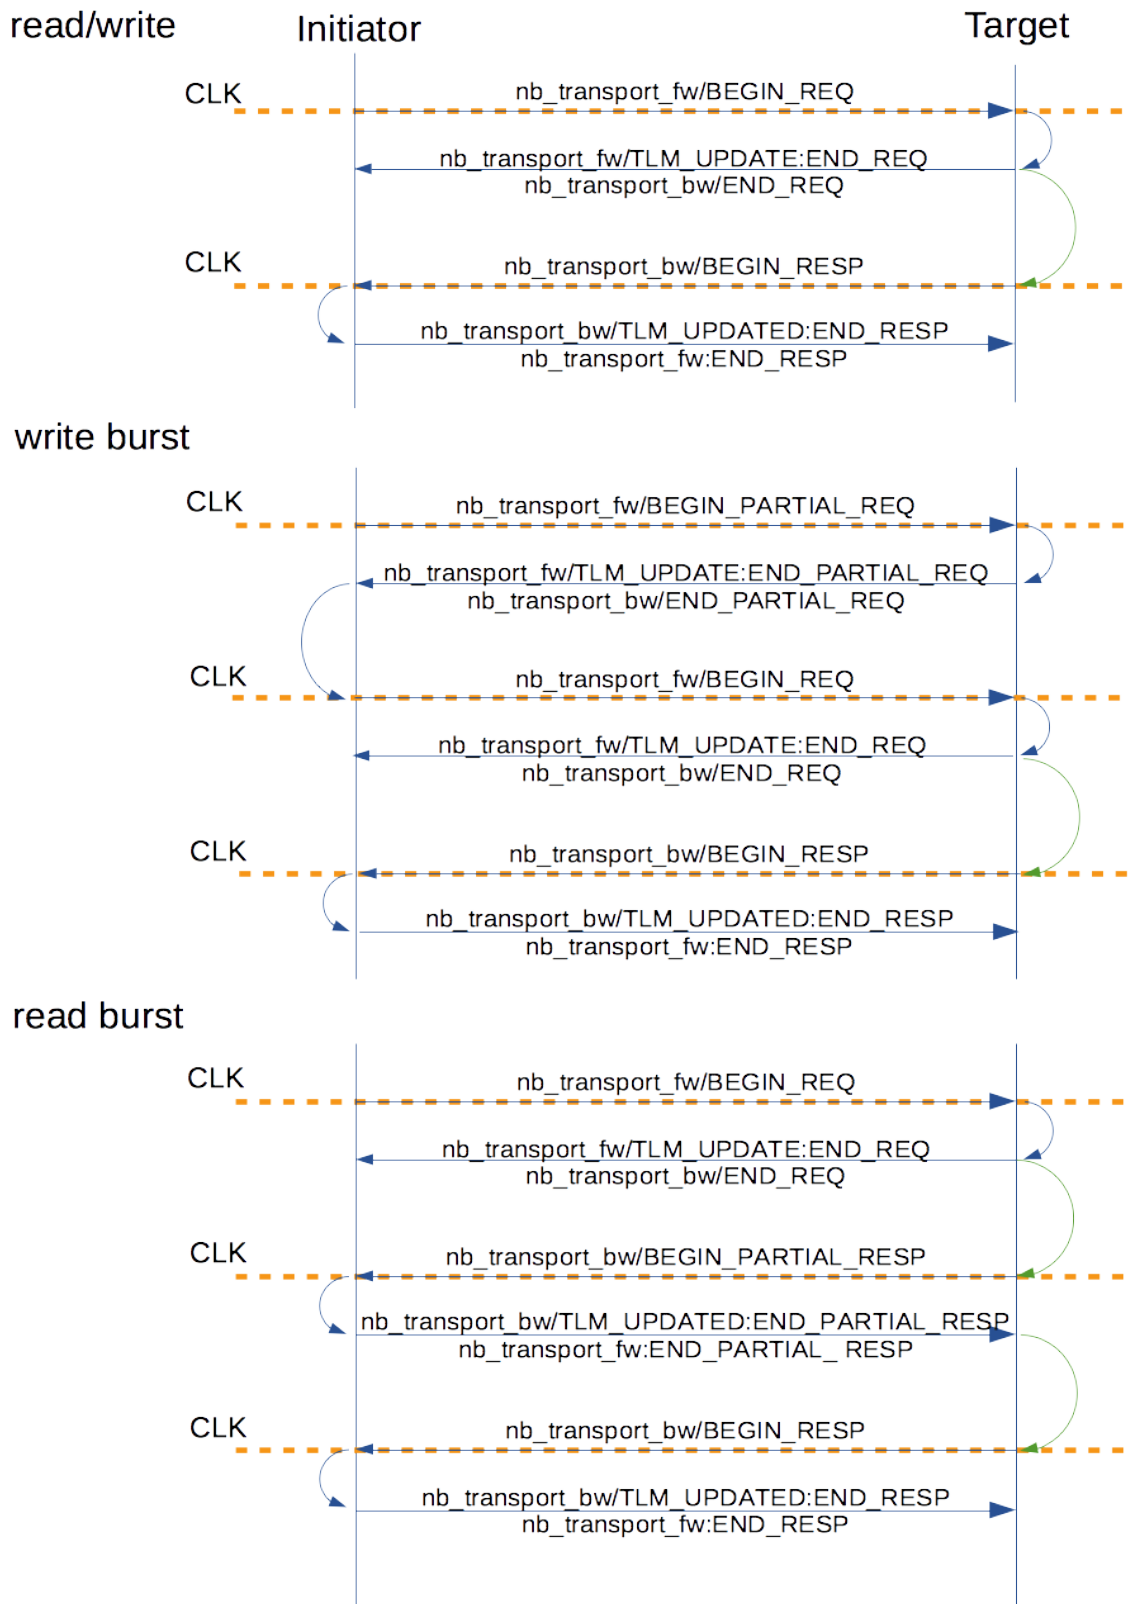 read/write
Initiator
Target
CLK
nb_transport_fw/BEGIN_REQ
nb_transport_fw/TLM_UPDATE:END_REQ
nb_transport_bw/END_REQ
CLK
nb_transport_bw/BEGIN_RESP
nb_transport_bw/TLM_UPDATED:END_RESP
nb_transport_fw:END_RESP
write burst
CLK
nb_transport_fw/BEGIN_PARTIAL_REQ
nb_transport_fw/TLM_UPDATE:END_PARTIAL_REQ
nb_transport_bw/END_PARTIAL_REQ
CLK
nb_transport_fw/BEGIN_REQ
nb_transport_fw/TLM_UPDATE:END_REQ
nb_transport_bw/END_REQ
CLK
nb_transport_bw/BEGIN_RESP
nb_transport_bw/TLM_UPDATED:END_RESP
nb_transport_fw:END_RESP
read burst
CLK
nb_transport_fw/BEGIN_REQ
nb_transport_fw/TLM_UPDATE:END_REQ
nb_transport_bw/END_REQ
CLK
nb_transport_bw/BEGIN_PARTIAL_RESP
nb_transport_bw/TLM_UPDATED:END_PARTIAL_RESP
nb_transport_fw:END_PARTIAL_ RESP
CLK
nb_transport_bw/BEGIN_RESP
nb_transport_bw/TLM_UPDATED:END_RESP
nb_transport_fw:END_RESP